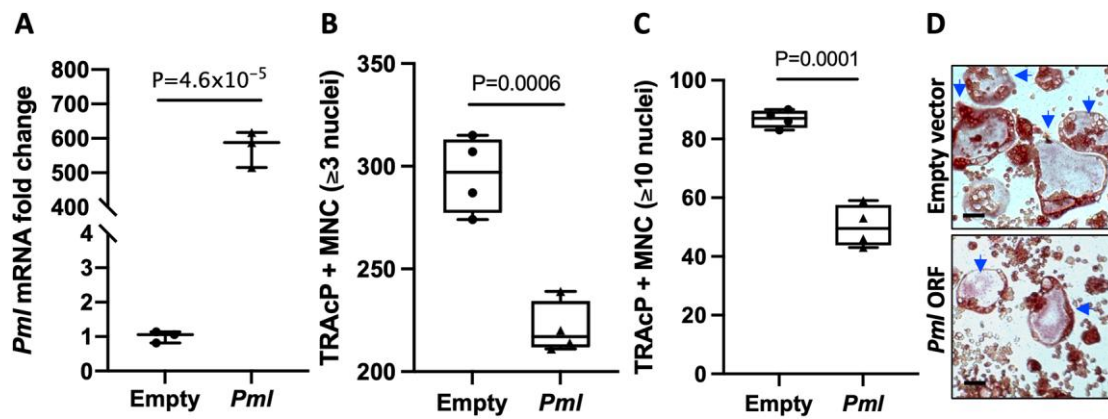 A
Pml mRNA fold change
800
700
600
500
400
4
3
2
1
0
P=4.6x10⁻⁵
Empty
Pml
B
TRAcP + MNC (≥3 nuclei)
350
300
250
200
P=0.0006
Empty
Pml
C
TRAcP + MNC (≥10 nuclei)
100
80
60
40
20
0
P=0.0001
Empty
Pml
D
Empty vector
Pml ORF